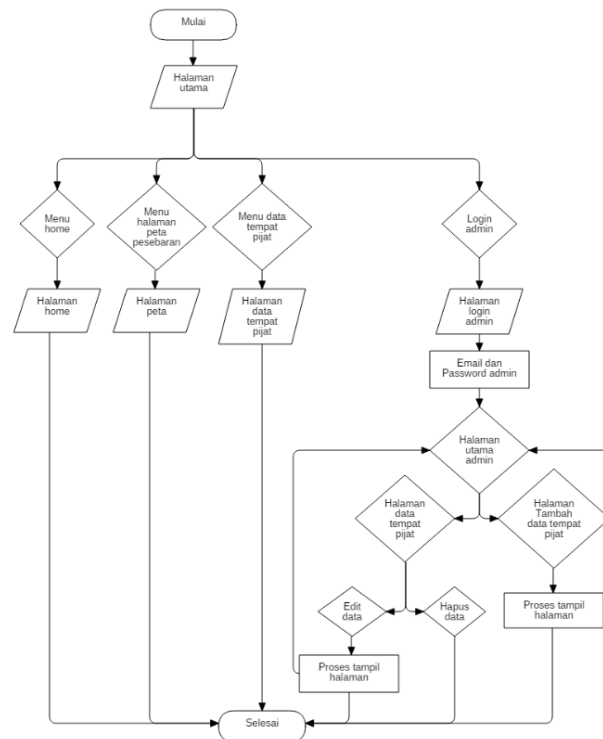 Mulai
Halaman
utama
Menu
home
Menu
halaman
peta
pesebaran
Menu data
tempat
pijat
Login
admin
Halaman
home
Halaman
peta
Halaman
data
tempat
pijat
Halaman
login
admin
Email dan
Password admin
Halaman
utama
admin
Halaman
data
tempat
pijat
Halaman
Tambah
data tempat
pijat
Edit
data
Hapus
data
Proses tampil
halaman
Proses tampil
halaman
Selesai